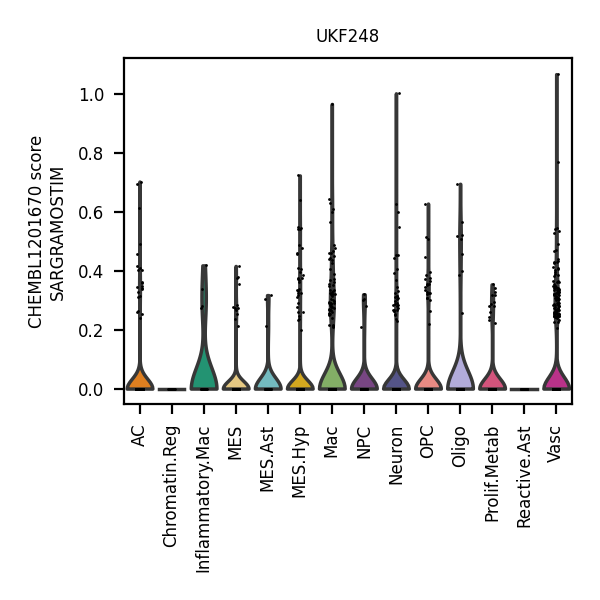 UKF248
CHEMBL1201670 score
SARGRAMOSTIM
1.0
0.8
0.6
0.4
0.2
0.0
AC
Chromatin.Reg
Inflammatory.Mac
MES
MES.Ast
MES.Hyp
Mac
NPC
Neuron
OPC
Oligo
Prolif.Metab
Reactive.Ast
Vasc